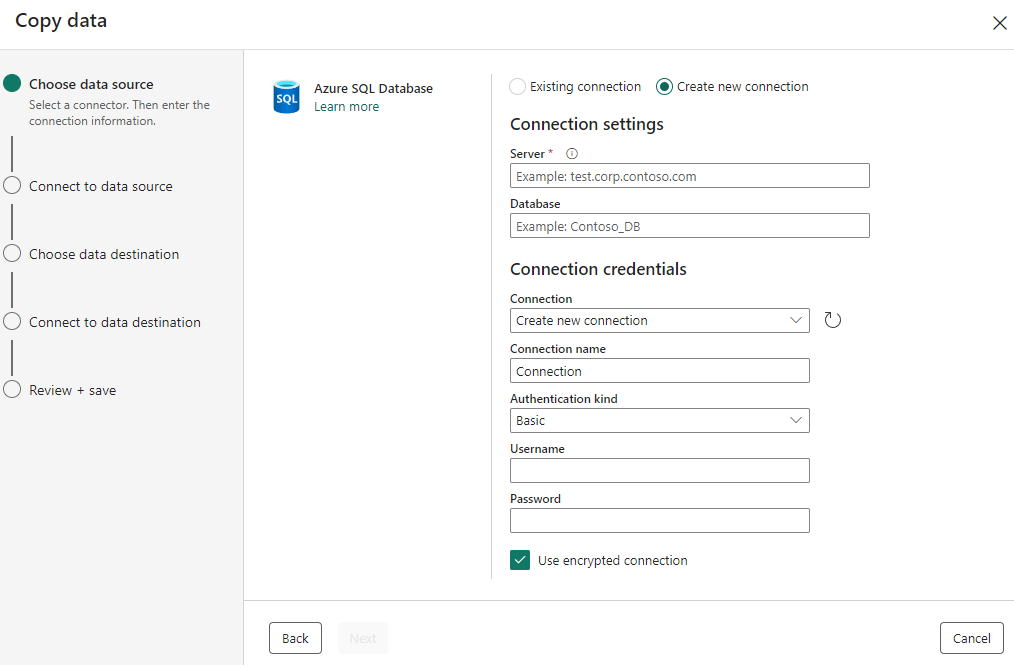 Copy data
Choose data source
Select a connector. Then enter the
connection information.
Connect to data source
Choose data destination
Connect to data destination
Review + save
SQL
Azure SQL Database
Learn more
Existing connection
Create new connection
Connection settings
Server *
Example: test.corp.contoso.com
Database
Example: Contoso_DB
Connection credentials
Connection
Create new connection
Connection name
Connection
Authentication kind
Basic
Username
Password
Use encrypted connection
Back
Next
Cancel